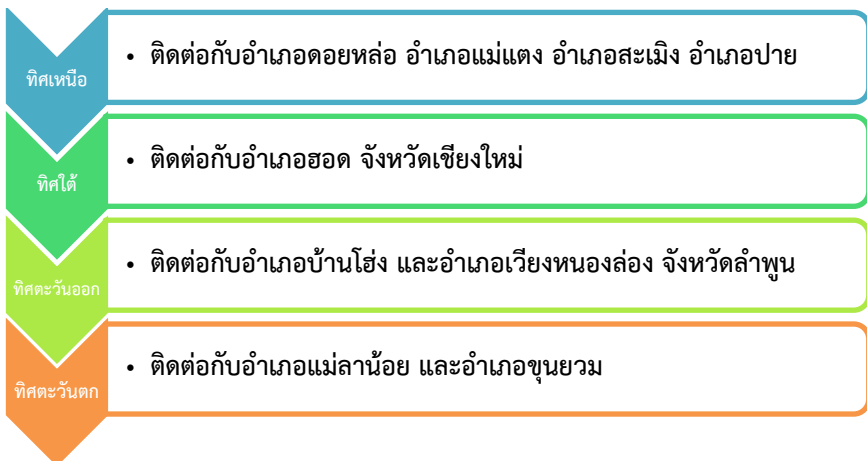 ทิศเหนือ
• ติดต่อกับอำเภอดอยหล่อ อำเภอแม่แตง อำเภอสะเมิง อำเภอปาย
ทิศใต้
• ติดต่อกับอำเภอฮอด จังหวัดเชียงใหม่
ทิศตะวันออก
• ติดต่อกับอำเภอบ้านโฮ่ง และอำเภอเวียงหนองล่อง จังหวัดลำพูน
ทิศตะวันตก
• ติดต่อกับอำเภอแม่ลาน้อย และอำเภอขุนยวม